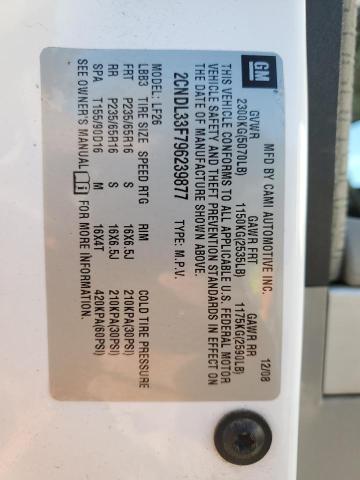 GM
MFD BY CAMI AUTOMOTIVE INC. 12/08
GVWR GAWR FRT GAWR RR
2300KG(5070LB) 1150KG(2535LB) 1175KG(2590LB)
THIS VEHICLE CONFORMS TO ALL APPLICABLE U.S. FEDERAL MOTOR
VEHICLE SAFETY AND THEFT PREVENTION STANDARDS IN EFFECT ON
THE DATE OF MANUFACTURE SHOWN ABOVE.
2CNDL33F796239877 TYPE: M.P.V.
MODEL: LF26
LBB3 TIRE SIZE SPEED RTG RIM COLD TIRE PRESSURE
FRT P235/65R16 S 16X6.5J 210KPA(30PSI)
RR P235/65R16 S 16X6.5J 210KPA(30PSI)
SPA T155/90D16 M 16X4T 420KPA(60PSI)
SEE OWNER'S MANUAL FOR MORE INFORMATION.